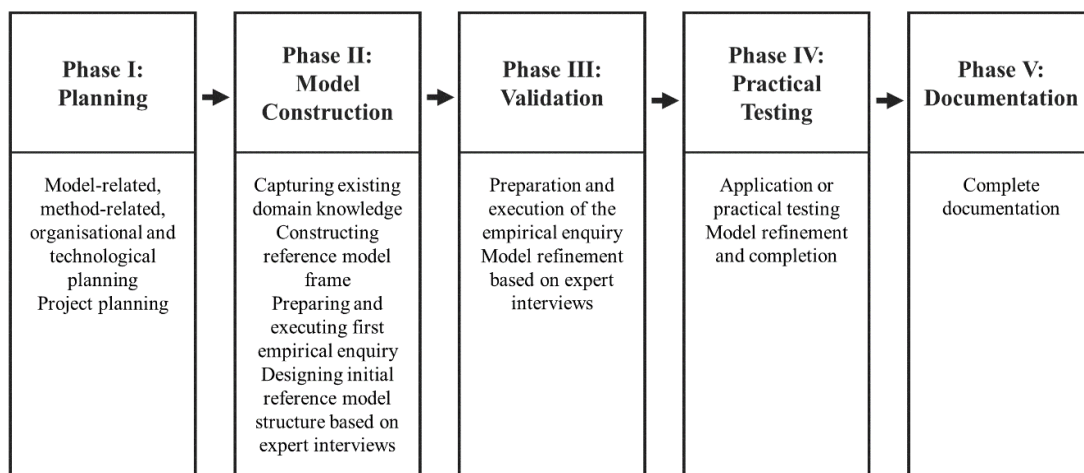 Phase I:
Planning
Model-related,
method-related,
organisational and
technological
planning
Project planning
Phase II:
Model
Construction
Capturing existing
domain knowledge
Constructing
reference model
frame
Preparing and
executing first
empirical enquiry
Designing initial
reference model
structure based on
expert interviews
Phase III:
Validation
Preparation and
execution of the
empirical enquiry
Model refinement
based on expert
interviews
Phase IV:
Practical
Testing
Application or
practical testing
Model refinement
and completion
Phase V:
Documentation
Complete
documentation